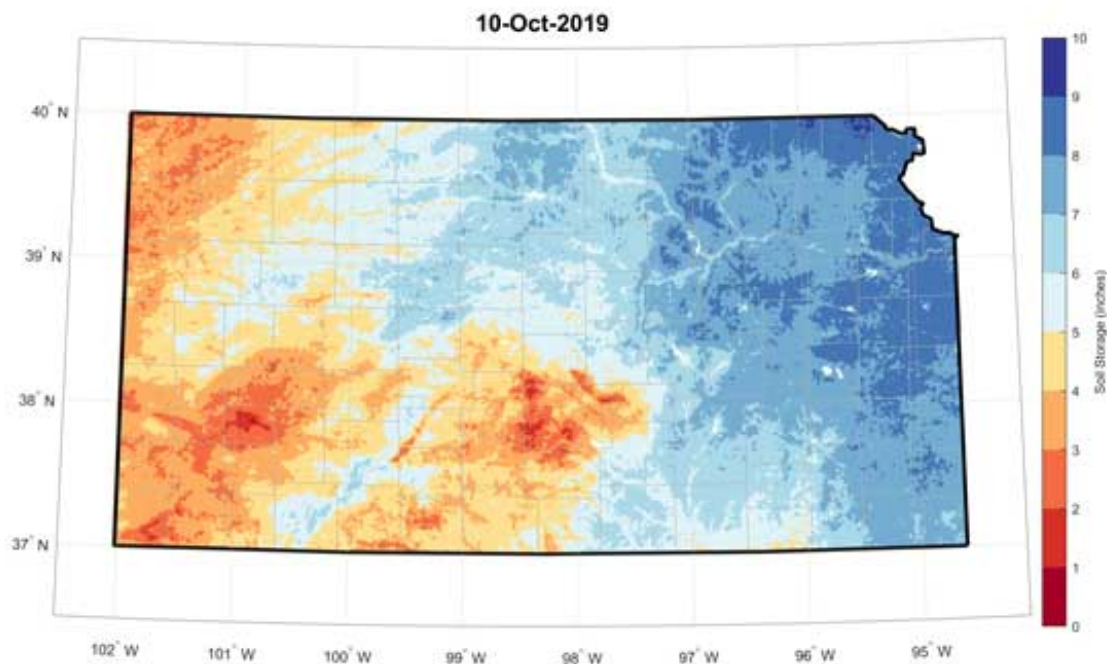 10-Oct-2019
40° N
39° N
38° N
37° N
102° W
101° W
100° W
99° W
98° W
97° W
96° W
95° W
10
9
8
7
6
5
4
3
2
1
0
Soil Storage (inches)